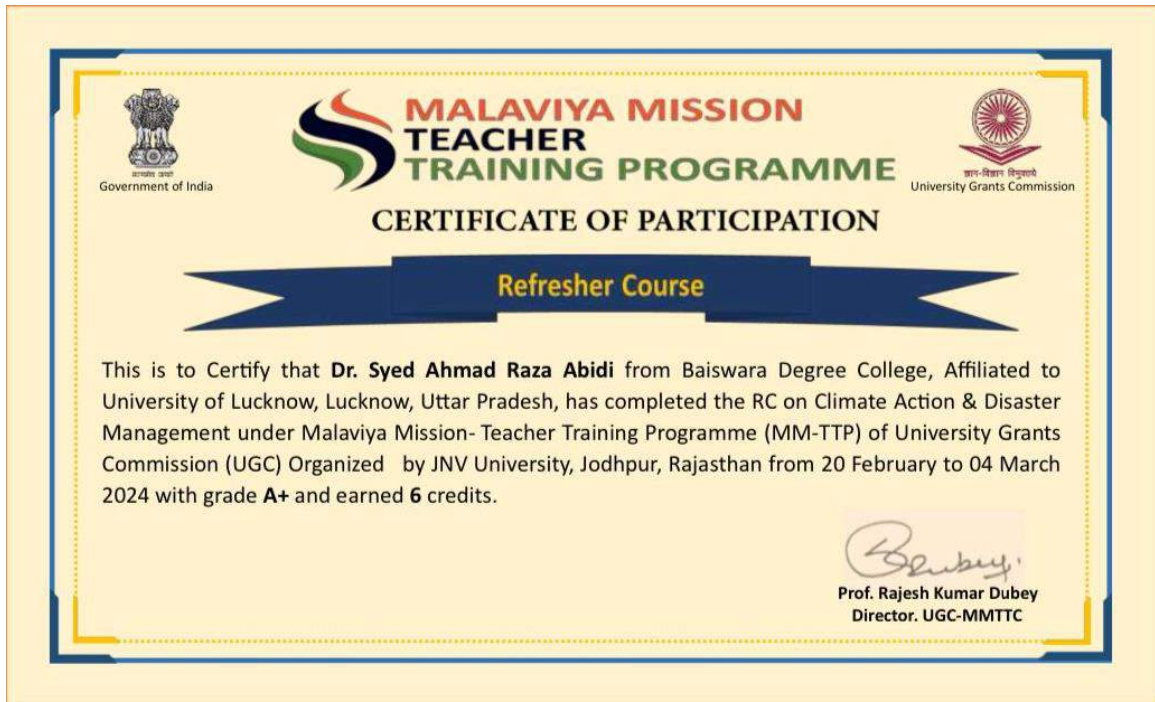 MALAVIYA MISSION
TEACHER
TRAINING PROGRAMME
सत्यमेव जयते
Government of India
ज्ञान-विज्ञान विमुक्तये
University Grants Commission
CERTIFICATE OF PARTICIPATION
Refresher Course
This is to Certify that Dr. Syed Ahmad Raza Abidi from Baiswara Degree College, Affiliated to
University of Lucknow, Lucknow, Uttar Pradesh, has completed the RC on Climate Action & Disaster
Management under Malaviya Mission- Teacher Training Programme (MM-TTP) of University Grants
Commission (UGC) Organized by JNV University, Jodhpur, Rajasthan from 20 February to 04 March
2024 with grade A+ and earned 6 credits.
Prof. Rajesh Kumar Dubey
Director. UGC-MMTTC